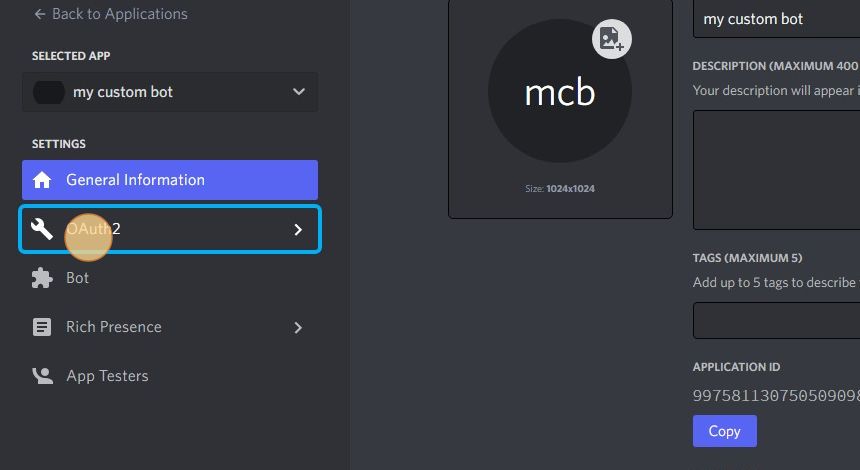 Back to Applications
SELECTED APP
my custom bot
SETTINGS
General Information
OAuth2
Bot
Rich Presence
App Testers
mcb
Size: 1024x1024
my custom bot
DESCRIPTION (MAXIMUM 400
Your description will appear i
TAGS (MAXIMUM 5)
Add up to 5 tags to describe
APPLICATION ID
99758113075050909
Copy